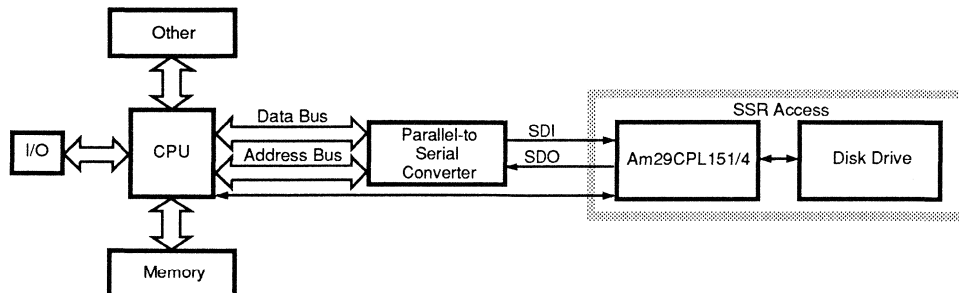 Other
SSR Access
Data Bus
I/O
CPU
Address Bus
Parallel-to
Serial
Converter
SDI
SDO
Am29CPL151/4
Disk Drive
Memory